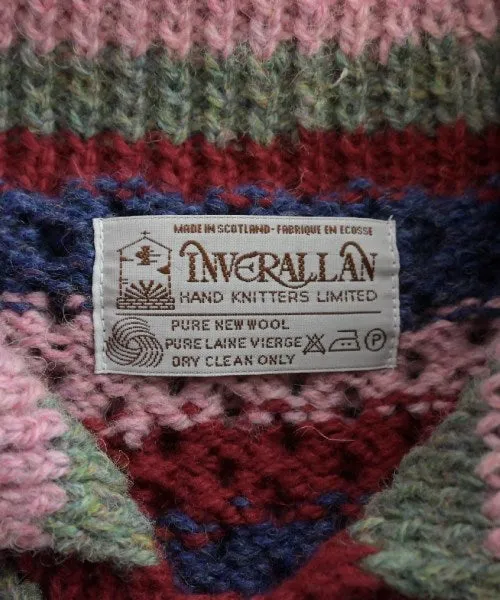 MADE IN SCOTLAND-FABRIQUE EN ECOSSE
INVERALLAN
HAND KNITTERS LIMITED
PURE NEW WOOL
PURE LAINE VIERGE
DRY CLEAN ONLY
P